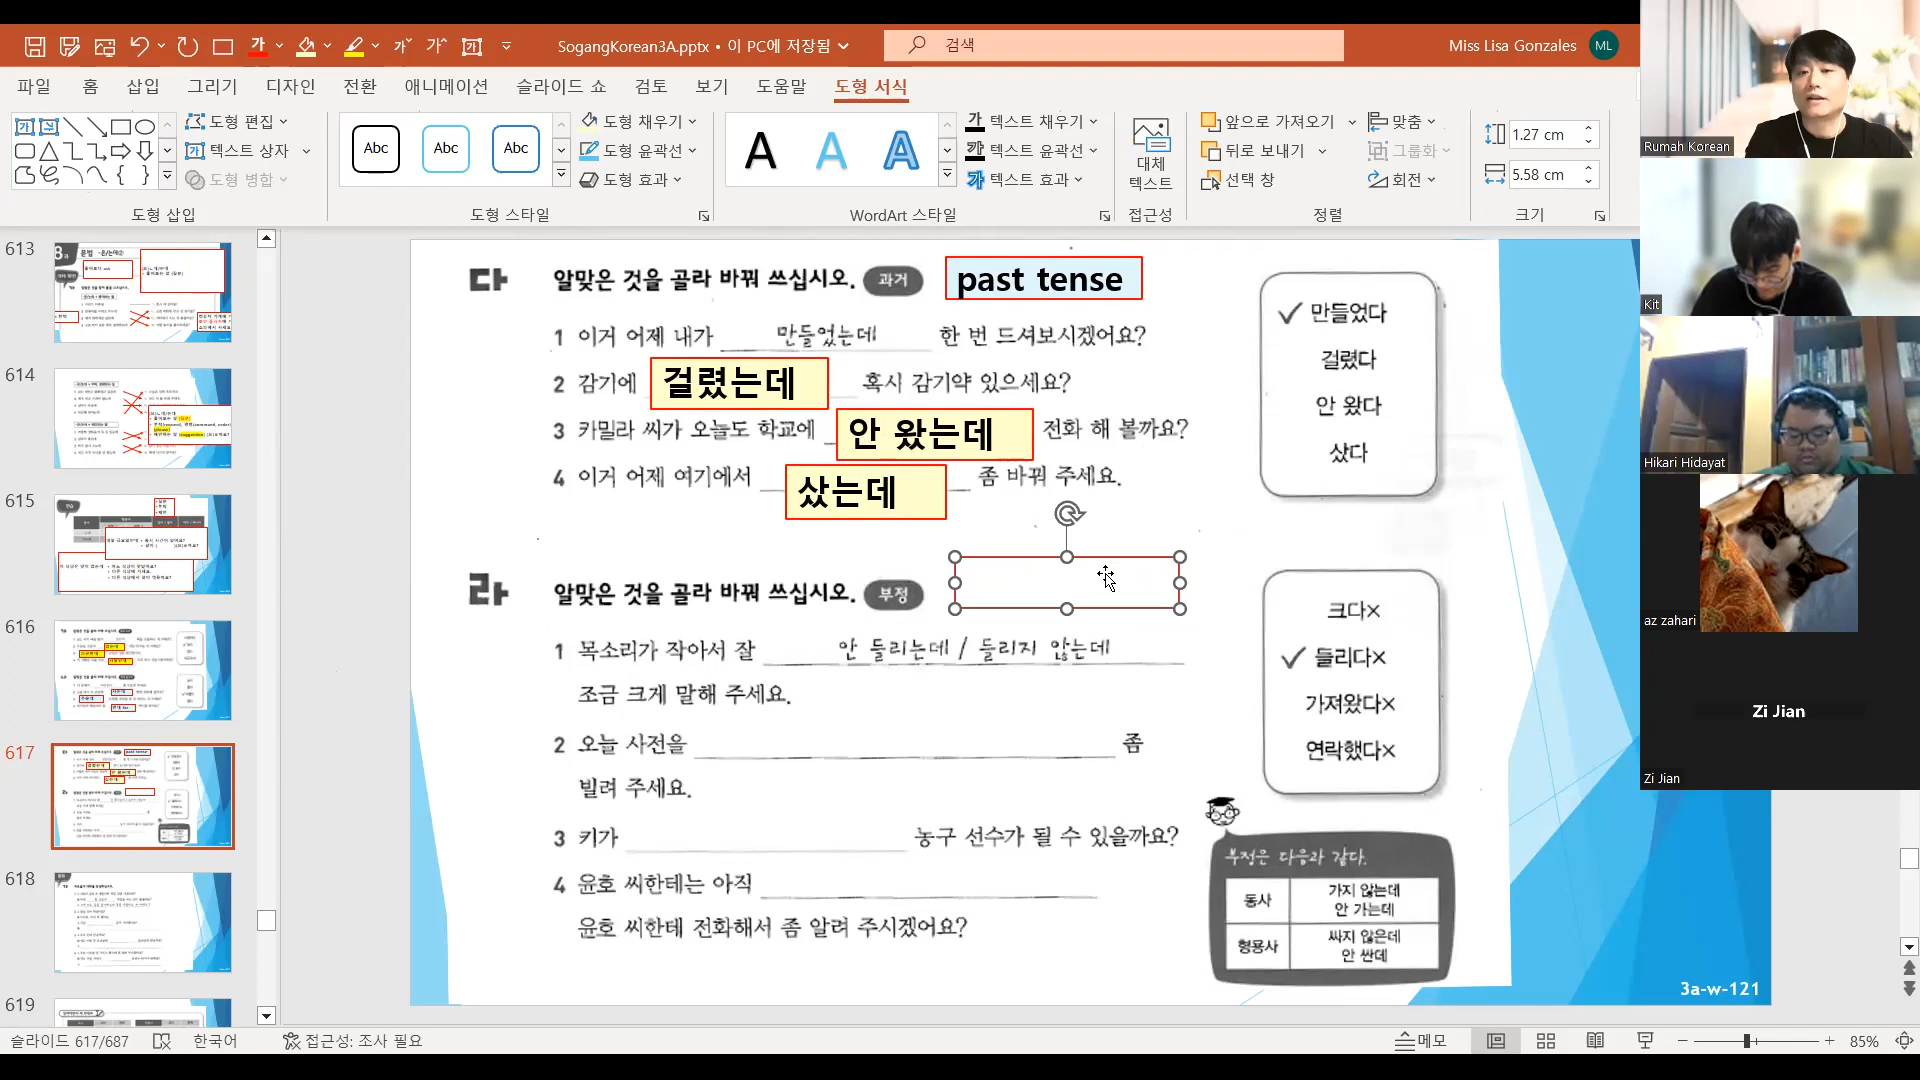 SogangKorean3A.pptx • 이 PC에 저장됨
검색
Miss Lisa Gonzales
ML
파일 홈 삽입 그리기 디자인 전환 애니메이션 슬라이드 쇼 검토 보기 도움말 도형 서식
도형 편집
텍스트 상자
도형 병합
도형 삽입
Abc Abc Abc
도형 채우기
도형 윤곽선
도형 효과
도형 스타일
A A A
텍스트 채우기
텍스트 윤곽선
텍스트 효과
WordArt 스타일
대체
텍스트
접근성
앞으로 가져오기
뒤로 보내기
선택 창
맞춤
그룹화
회전
정렬
1.27 cm
5.58 cm
크기
613
614
615
616
617
618
619
다 알맞은 것을 골라 바꿔 쓰십시오. 과거 past tense
1 이거 어제 내가 만들었는데 한 번 드셔보시겠어요?
2 감기에 걸렸는데 혹시 감기약 있으세요?
3 카밀라 씨가 오늘도 학교에 안 왔는데 전화 해 볼까요?
4 이거 어제 여기에서 샀는데 좀 바꿔 주세요.
✓ 만들었다
걸렸다
안 왔다
샀다
라 알맞은 것을 골라 바꿔 쓰십시오. 부정
1 목소리가 작아서 잘 안 들리는데 / 들리지 않는데
조금 크게 말해 주세요.
2 오늘 사전을 좀
빌려 주세요.
3 키가 농구 선수가 될 수 있을까요?
4 윤호 씨한테는 아직
윤호 씨한테 전화해서 좀 알려 주시겠어요?
크다×
✓ 들리다×
가져왔다×
연락했다×
부정은 다음과 같다.
동사 가지 않는데
안 가는데
형용사 싸지 않은데
안 싼데
3a-w-121
Rumah Korean
Kit
Hikari Hidayat
az zahari
Zi Jian
Zi Jian
슬라이드 617/687 한국어 접근성: 조사 필요
메모
85%